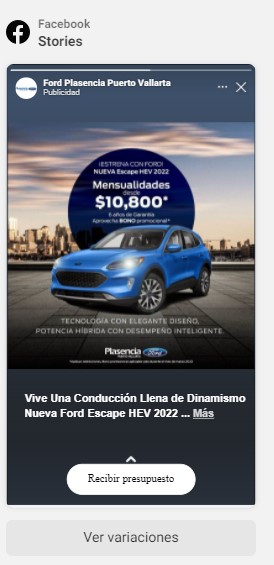 Facebook
Stories
Ford Plasencia Puerto Vallarta
Publicidad
¡ESTRENA CON FORD!
NUEVA Escape HEV 2022
Mensualidades
desde
$10,800*
5 años de Garantía
Aproveche BONO promocional*
TECNOLOGÍA CON ELEGANTE DISEÑO,
POTENCIA HÍBRIDA CON DESEMPEÑO INTELIGENTE.
Plasencia Ford
Vive Una Conducción Llena de Dinamismo
Nueva Ford Escape HEV 2022 ... Más
Recibir presupuesto
Ver variaciones